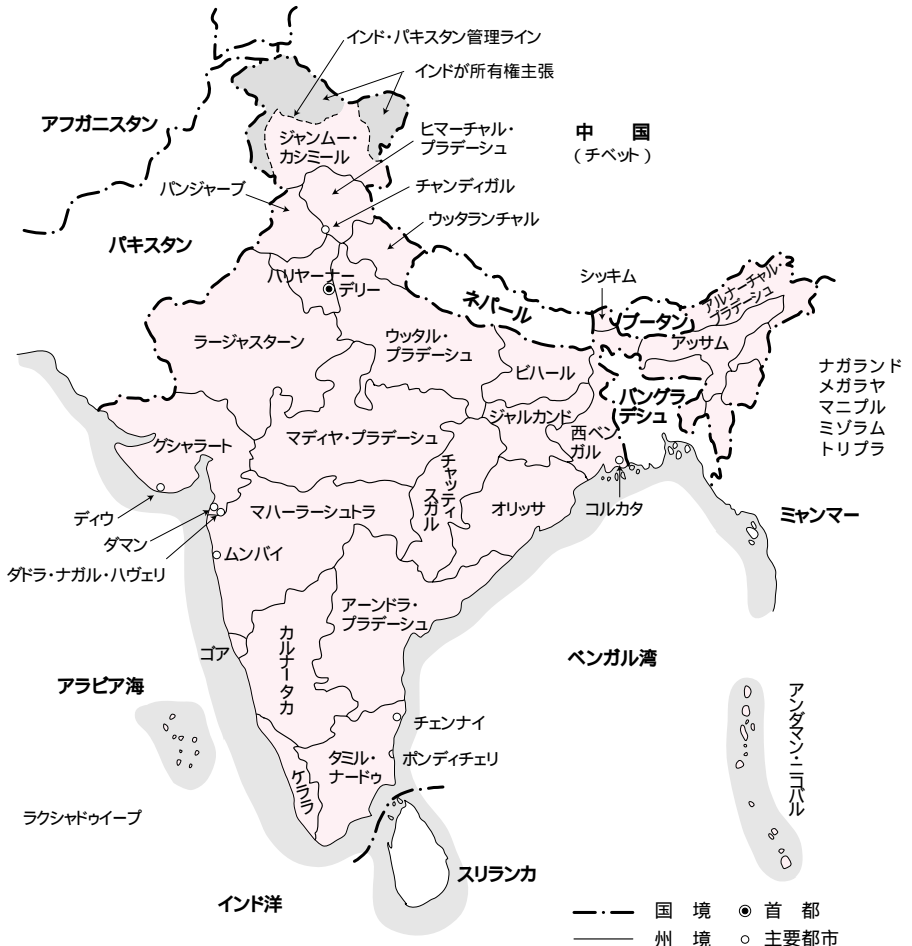 インド・パキスタン管理ライン
インドが所有権主張
アフガニスタン
ジャンムー・
カシミール
ヒマーチャル・
プラデーシュ
中 国
(チベット)
パンジャーブ
チャンディガル
ウッタランチャル
パキスタン
ハリヤーナー
デリー
ネパール
シッキム
ブータン
アルナーチャル・
プラデーシュ
アッサム
ラージャスターン
ウッタル・
プラデーシュ
ビハール
バングラ
デシュ
ナガランド
メガラヤ
マニプル
ミゾラム
トリプラ
ジャルカンド
西ベン
ガル
グジャラート
マディヤ・プラデーシュ
チャッティ
スガル
オリッサ
コルカタ
ミャンマー
ディウ
ダマン
ダドラ・ナガル・ハヴェリ
マハーラーシュトラ
ムンバイ
アーンドラ・
プラデーシュ
カルナータカ
ゴア
ベンガル湾
アラビア海
チェンナイ
ポンディチェリ
タミル・
ナードゥ
ケララ
アンダマン・ニコバル
ラクシャドゥイープ
スリランカ
インド洋
国 境
首 都
州 境
主要都市